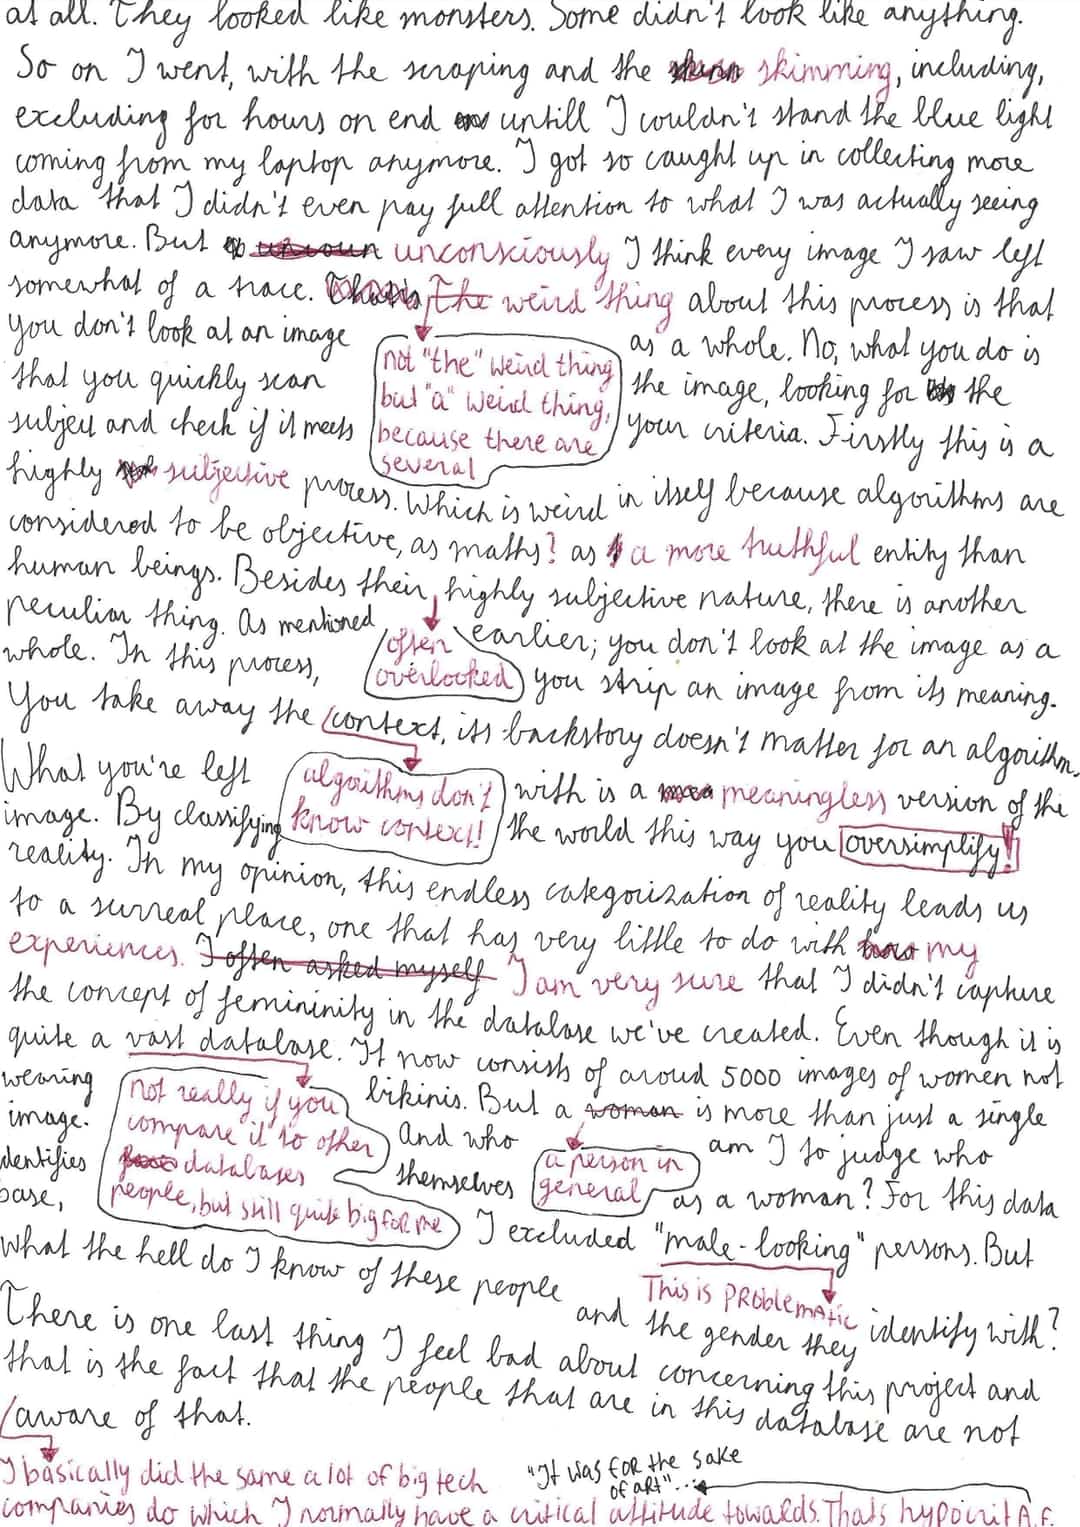 at all. They looked like monsters. Some didn't look like anything.
So on I went, with the scraping and the skimming, including,
excluding for hours on end untill I couldn't stand the blue light
coming from my laptop anymore. I got so caught up in collecting more
data that I didn't even pay full attention to what I was actually seeing
anymore. But unconsciously I think every image I saw left
somewhat of a trace. That's The weird thing about this process is that
you don't look at an image as a whole. No, what you do is
not "the" weird thing
but "a" weird thing,
because there are
several
that you quickly scan the image, looking for the
subject and check if it meets your criteria. Firstly this is a
highly subjective process. Which is weird in itself because algorithms are
considered to be objective, as maths? as a more truthful entity than
human beings. Besides their highly subjective nature, there is another
often
overlooked
peculiar thing. As mentioned earlier; you don't look at the image as a
whole. In this process, you strip an image from its meaning.
You take away the context, its backstory doesn't matter for an algorithm.
algorithms don't
know context!
What you're left with is a meaningless version of the
image. By classifying the world this way you oversimplify!
reality. In my opinion, this endless categorization of reality leads us
to a surreal place, one that has very little to do with my
experiences. I often asked myself I am very sure that I didn't capture
the concept of femininity in the database we've created. Even though it is
quite a vast database. It now consists of aroud 5000 images of women not
not really if you
compare it to other
databases
people, but still quite big for me
wearing bikinis. But a woman is more than just a single
a person in
general
image. And who am I to judge who
identifies themselves as a woman? For this data
base, I excluded "male-looking" persons. But
This is PROblemATic
what the hell do I know of these people and the gender they identify with?
There is one last thing I feel bad about concerning this project and
that is the fact that the people that are in this database are not
aware of that.
I basically did the same a lot of big tech
companies do which I normally have a critical attitude towards. Thats hypocrit A.F.
"It was for the sake
of art"...